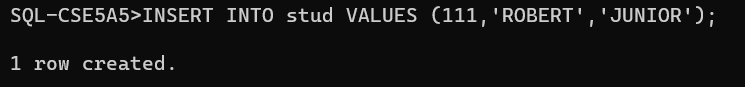 SQL-CSE5A5>INSERT INTO stud VALUES (111,'ROBERT','JUNIOR');
1 row created.